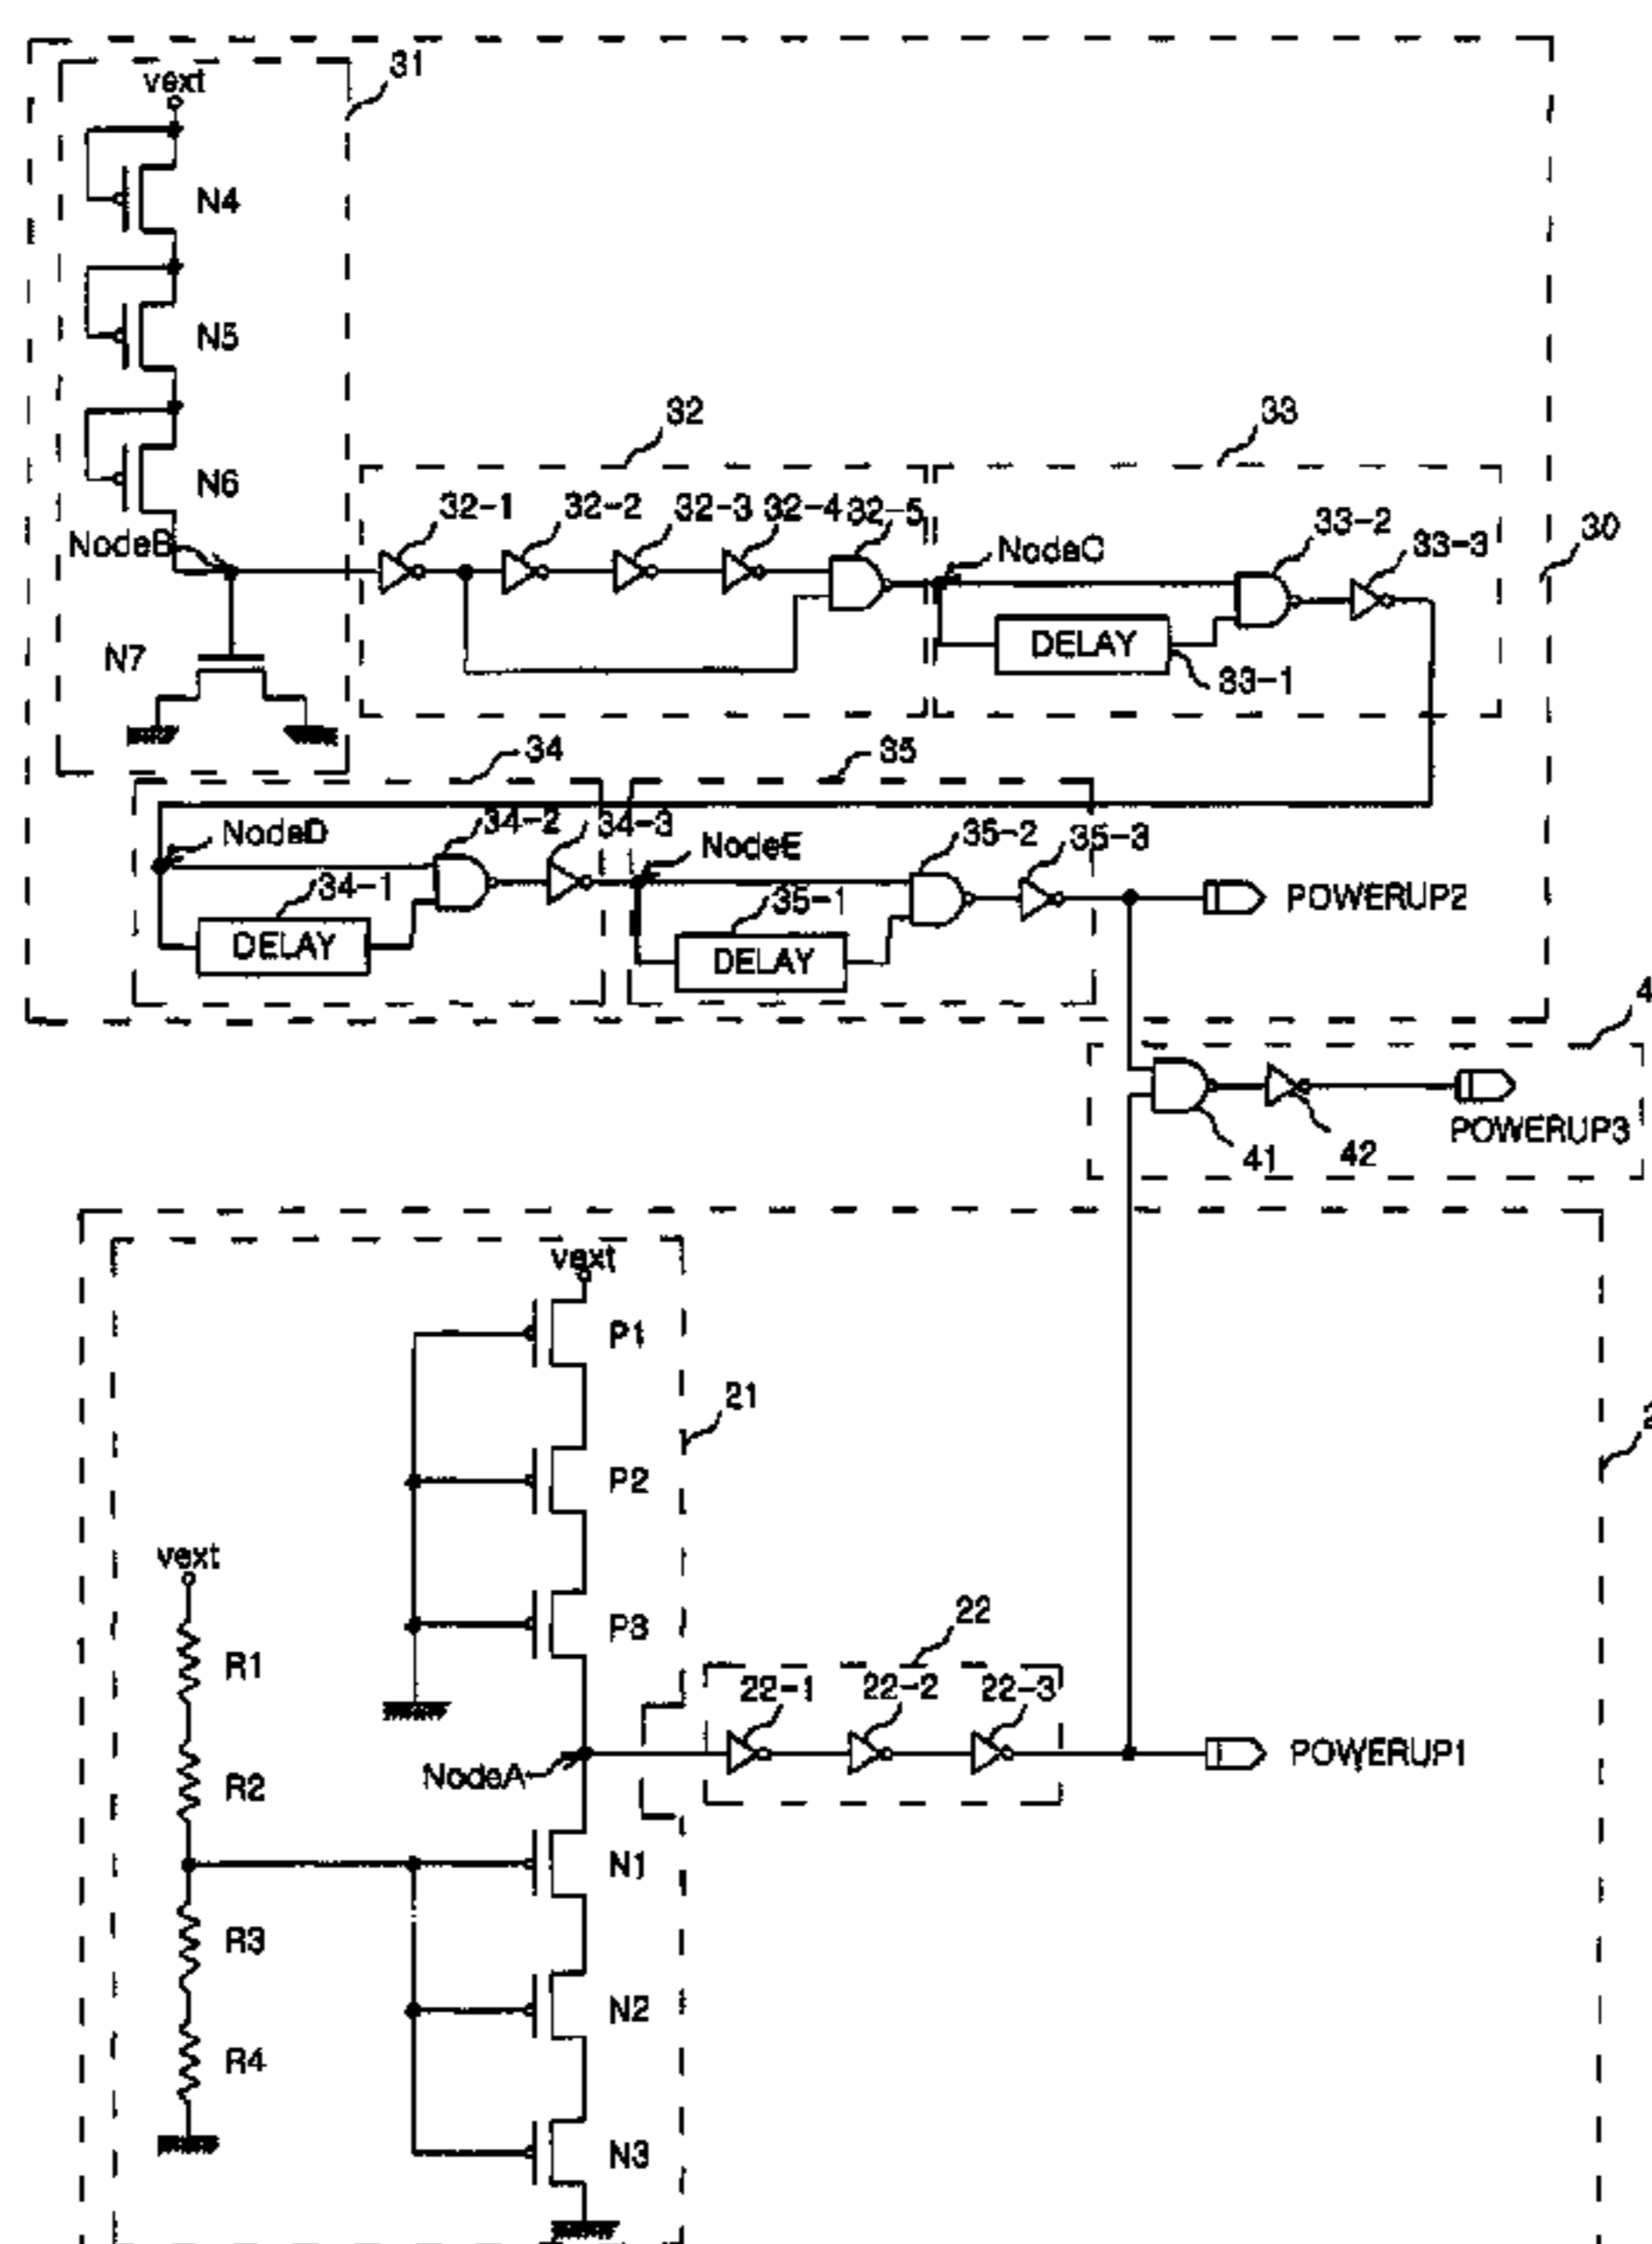 31
vext
N4
N5
N6
32
33
32-1
32-2
32-3
32-4
32-5
33-2
33-3
30
NodeB
NodeC
DELAY
33-1
N7
34
35
NodeD
34-2
34-3
NodeE
35-2
35-3
34-1
DELAY
35-1
DELAY
POWERUP2
4
41
42
POWERUP3
vext
P1
21
2
P2
vext
P3
22
R1
22-1
22-2
22-3
NodeA
POWERUP1
R2
N1
R3
N2
R4
N3